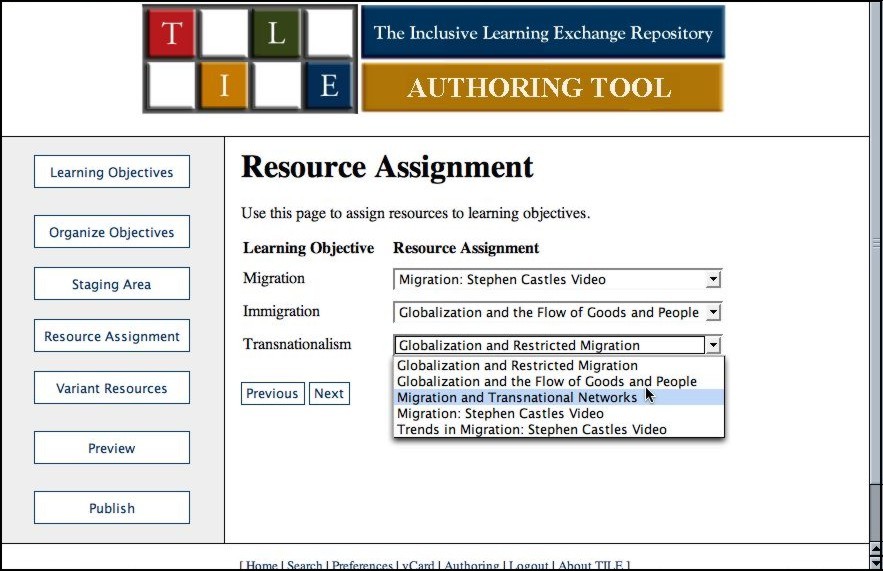 T L
I E
The Inclusive Learning Exchange Repository
AUTHORING TOOL
Learning Objectives
Organize Objectives
Staging Area
Resource Assignment
Variant Resources
Preview
Publish
Resource Assignment
Use this page to assign resources to learning objectives.
Learning Objective Resource Assignment
Migration Migration: Stephen Castles Video
Immigration Globalization and the Flow of Goods and People
Transnationalism Globalization and Restricted Migration
Globalization and Restricted Migration
Globalization and the Flow of Goods and People
Migration and Transnational Networks
Migration: Stephen Castles Video
Trends in Migration: Stephen Castles Video
Previous Next
[ Home | Search | Preferences | vCard | Authoring | Logout | About TILE ]